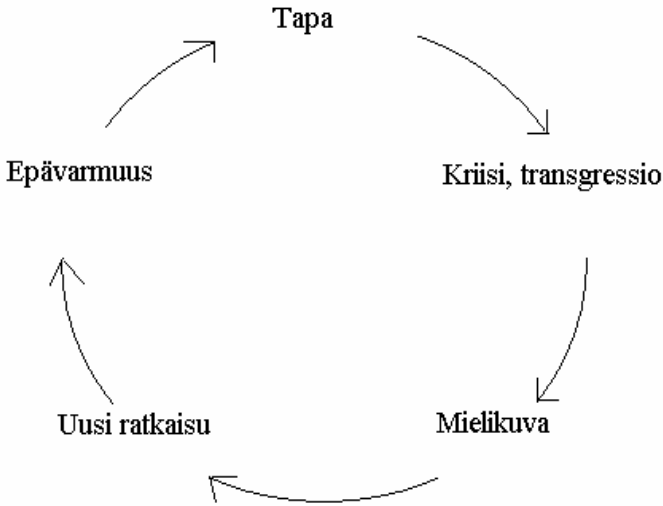 Tapa
Epävarmuus
Kriisi, transgressio
Uusi ratkaisu
Mielikuva